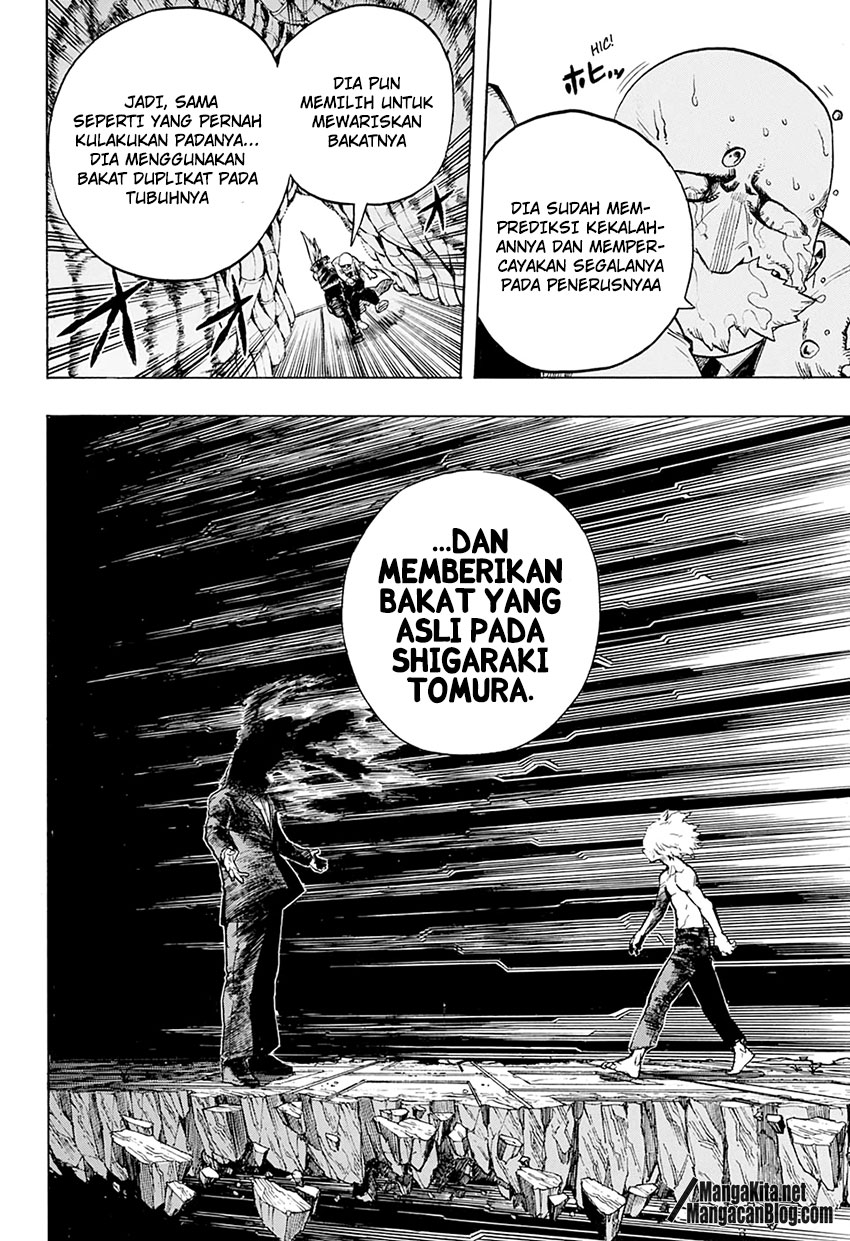 HIC!
ホヒッ
DIA SUDAH MEM-
PREDIKSI KEKALAH-
ANNYA DAN MEMPER-
CAYAKAN SEGALANYA
PADA PENERUSNYAA
DIA PUN
MEMILIH UNTUK
MEWARISKAN
BAKATNYA
JADI, SAMA
SEPERTI YANG PERNAH
KULAKUKAN PADANYA...
DIA MENGGUNAKAN
BAKAT DUPLIKAT PADA
TUBUHNYA
...DAN
MEMBERIKAN
BAKAT YANG
ASLI PADA
SHIGARAKI
TOMURA.
MangaKita.net
MangacanBlog.com